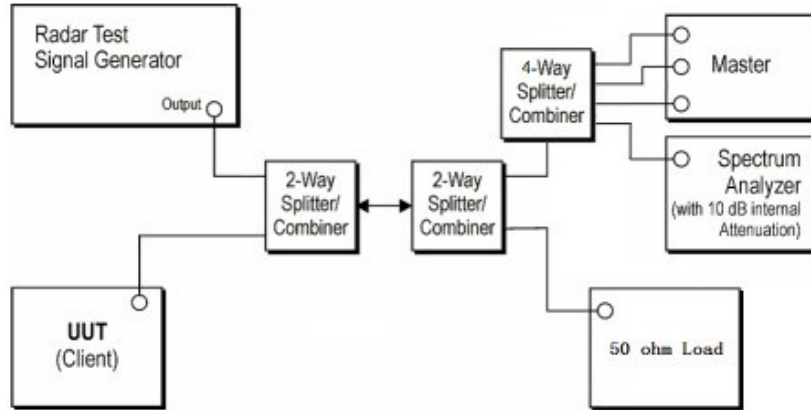 Radar Test
Signal Generator
Output
4-Way
Splitter/
Combiner
Master
2-Way
Splitter/
Combiner
2-Way
Splitter/
Combiner
Spectrum
Analyzer
(with 10 dB internal
Attenuation)
UUT
(Client)
50 ohm Load